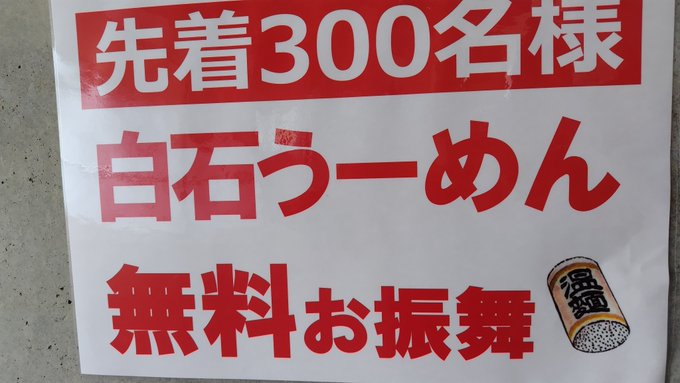 先着300名様
白石うーめん
無料お振舞
温麺